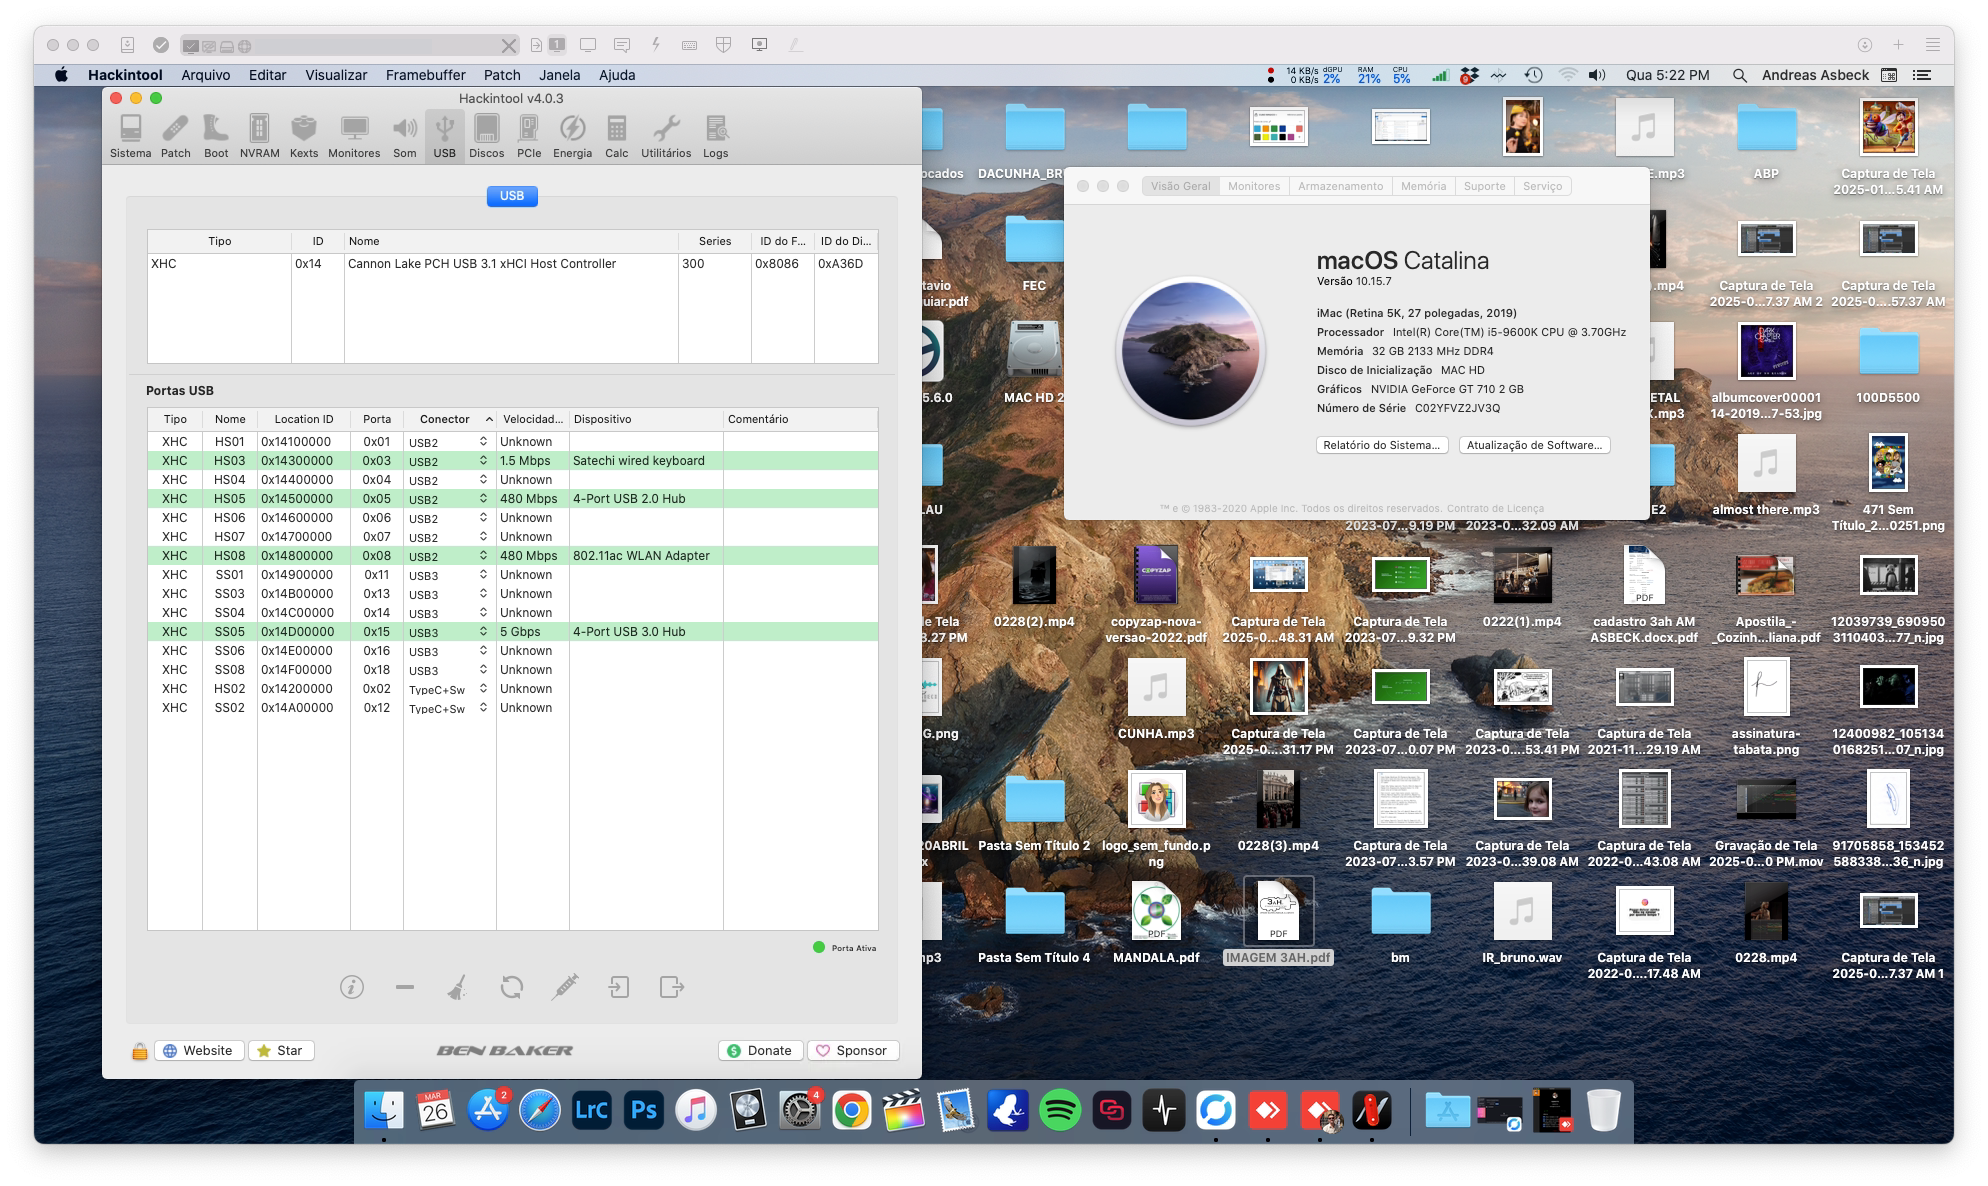 1
Hackintool Arquivo Editar Visualizar Framebuffer Patch Janela Ajuda
14 KB/s 0 KB/s dGPU 2% RAM 21% CPU 5% 9 Qua 5:22 PM Andreas Asbeck
Hackintool v4.0.3
Sistema Patch Boot NVRAM Kexts Monitores Som USB Discos PCIe Energia Calc Utilitários Logs
USB
Tipo ID Nome Series ID do F... ID do Di...
XHC 0x14 Cannon Lake PCH USB 3.1 xHCI Host Controller 300 0x8086 0xA36D
Portas USB
Tipo Nome Location ID Porta Conector Velocidad... Dispositivo Comentário
XHC HS01 0x14100000 0x01 USB2 Unknown
XHC HS03 0x14300000 0x03 USB2 1.5 Mbps Satechi wired keyboard
XHC HS04 0x14400000 0x04 USB2 Unknown
XHC HS05 0x14500000 0x05 USB2 480 Mbps 4-Port USB 2.0 Hub
XHC HS06 0x14600000 0x06 USB2 Unknown
XHC HS07 0x14700000 0x07 USB2 Unknown
XHC HS08 0x14800000 0x08 USB2 480 Mbps 802.11ac WLAN Adapter
XHC SS01 0x14900000 0x11 USB3 Unknown
XHC SS03 0x14B00000 0x13 USB3 Unknown
XHC SS04 0x14C00000 0x14 USB3 Unknown
XHC SS05 0x14D00000 0x15 USB3 5 Gbps 4-Port USB 3.0 Hub
XHC SS06 0x14E00000 0x16 USB3 Unknown
XHC SS08 0x14F00000 0x18 USB3 Unknown
XHC HS02 0x14200000 0x02 TypeC+Sw Unknown
XHC SS02 0x14A00000 0x12 TypeC+Sw Unknown
Porta Ativa
Website Star BEN BAKER Donate Sponsor
Visão Geral Monitores Armazenamento Memória Suporte Serviço
macOS Catalina
Versão 10.15.7
iMac (Retina 5K, 27 polegadas, 2019)
Processador Intel(R) Core(TM) i5-9600K CPU @ 3.70GHz
Memória 32 GB 2133 MHz DDR4
Disco de Inicialização MAC HD
Gráficos NVIDIA GeForce GT 710 2 GB
Número de Série C02YFVZ2JV3Q
Relatório do Sistema... Atualização de Software...
™ e © 1983-2020 Apple Inc. Todos os direitos reservados. Contrato de Licença
ocados DACUNHA_BR E.mp3 ABP Captura de Tela
2025-01...5.41 AM
tavio FEC ).mp4 Captura de Tela Captura de Tela
uiar.pdf 2025-0...7.37 AM 2 2025-0....57.37 AM
5.6.0 MAC HD 2 ETAL albumcover00001 100D5500
.mp3 14-2019...7-53.jpg
AU E2 almost there.mp3 471 Sem
2023-07...9.19 PM 2023-0...32.09 AM Título_2...0251.png
COPYZAP PDF
de Tela 0228(2).mp4 copyzap-nova- Captura de Tela Captura de Tela 0222(1).mp4 cadastro 3ah AM Apostila_- 12039739_690950
3.27 PM versao-2022.pdf 2025-0...48.31 AM 2023-07...9.32 PM ASBECK.docx.pdf _Cozinh...liana.pdf 3110403...77_n.jpg
G.png CUNHA.mp3 Captura de Tela Captura de Tela Captura de Tela Captura de Tela assinatura- 12400982_105134
2025-0....31.17 PM 2023-07...0.07 PM 2023-0....53.41 PM 2021-11...29.19 AM tabata.png 0168251...07_n.jpg
20ABRIL Pasta Sem Título 2 logo_sem_fundo.p 0228(3).mp4 Captura de Tela Captura de Tela Captura de Tela Gravação de Tela 91705858_153452
x ng 2023-07...3.57 PM 2023-0...39.08 AM 2022-0...43.08 AM 2025-0...0 PM.mov 588338...36_n.jpg
PDF 3AH PDF
mp3 Pasta Sem Título 4 MANDALA.pdf IMAGEM 3AH.pdf bm IR_bruno.wav Captura de Tela 0228.mp4 Captura de Tela
2022-0....17.48 AM 2025-0...7.37 AM 1
MAR 26 2 LrC Ps 4